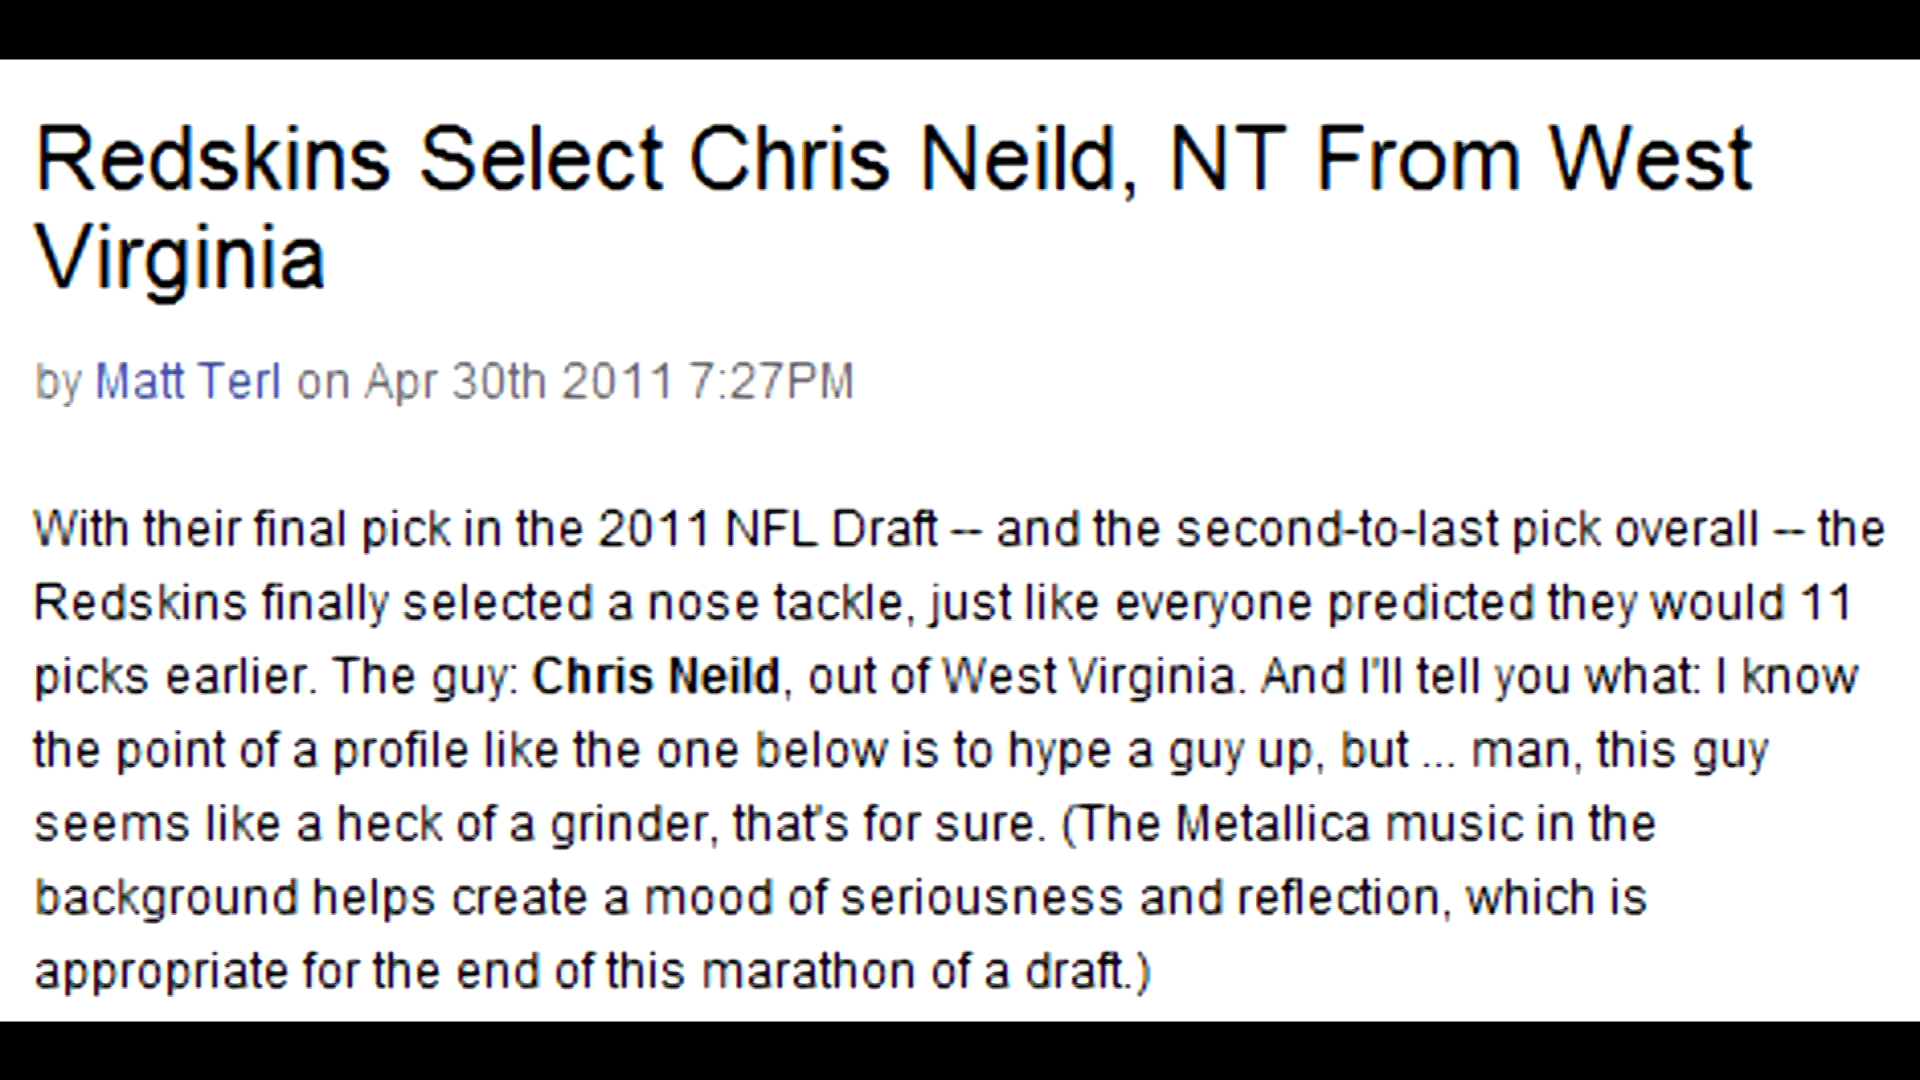 Redskins Select Chris Neild, NT From West
Virginia
by Matt Terl on Apr 30th 2011 7:27PM
With their final pick in the 2011 NFL Draft -- and the second-to-last pick overall -- the
Redskins finally selected a nose tackle, just like everyone predicted they would 11
picks earlier. The guy: Chris Neild, out of West Virginia. And I'll tell you what: I know
the point of a profile like the one below is to hype a guy up, but ... man, this guy
seems like a heck of a grinder, that's for sure. (The Metallica music in the
background helps create a mood of seriousness and reflection, which is
appropriate for the end of this marathon of a draft.)